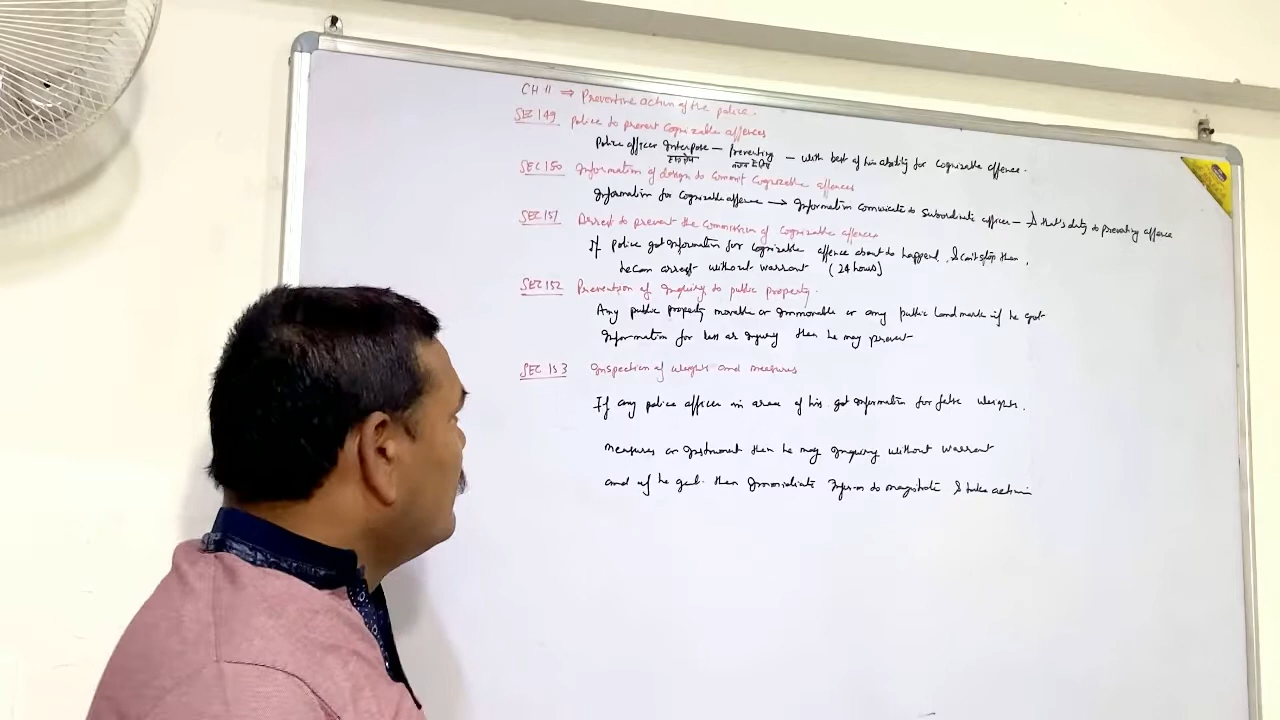 CH 11 ⇒ Preventive action of the police.
SEC 149 police to prevent cognizable offences
Police officer Interpose — Preventing — with best of his ability for cognizable offence.
हस्तक्षेप
SEC 150 Information of design to commit cognizable offences
Information for cognizable offence → Information comunicate to Subordinate officer — & that's duty to preventing offence
SEC 151 Arrest to prevent the commission of cognizable offences
If police got information for cognizable offence about to happend & can't stop then,
he can arrest without warrant (24 hours)
SEC 152 Prevention of Inquiry to public property.
Any public property movable or Immovable or any public Landmark if he got
Information for loss or Injury then he may prevent
SEC 153 Inspection of weights and measures
If any police officer in area of his got information for false weights.
measures or Instrument then he may Inquiry without warrant
and if he get. then Immidiate Inform to magistrate & take action